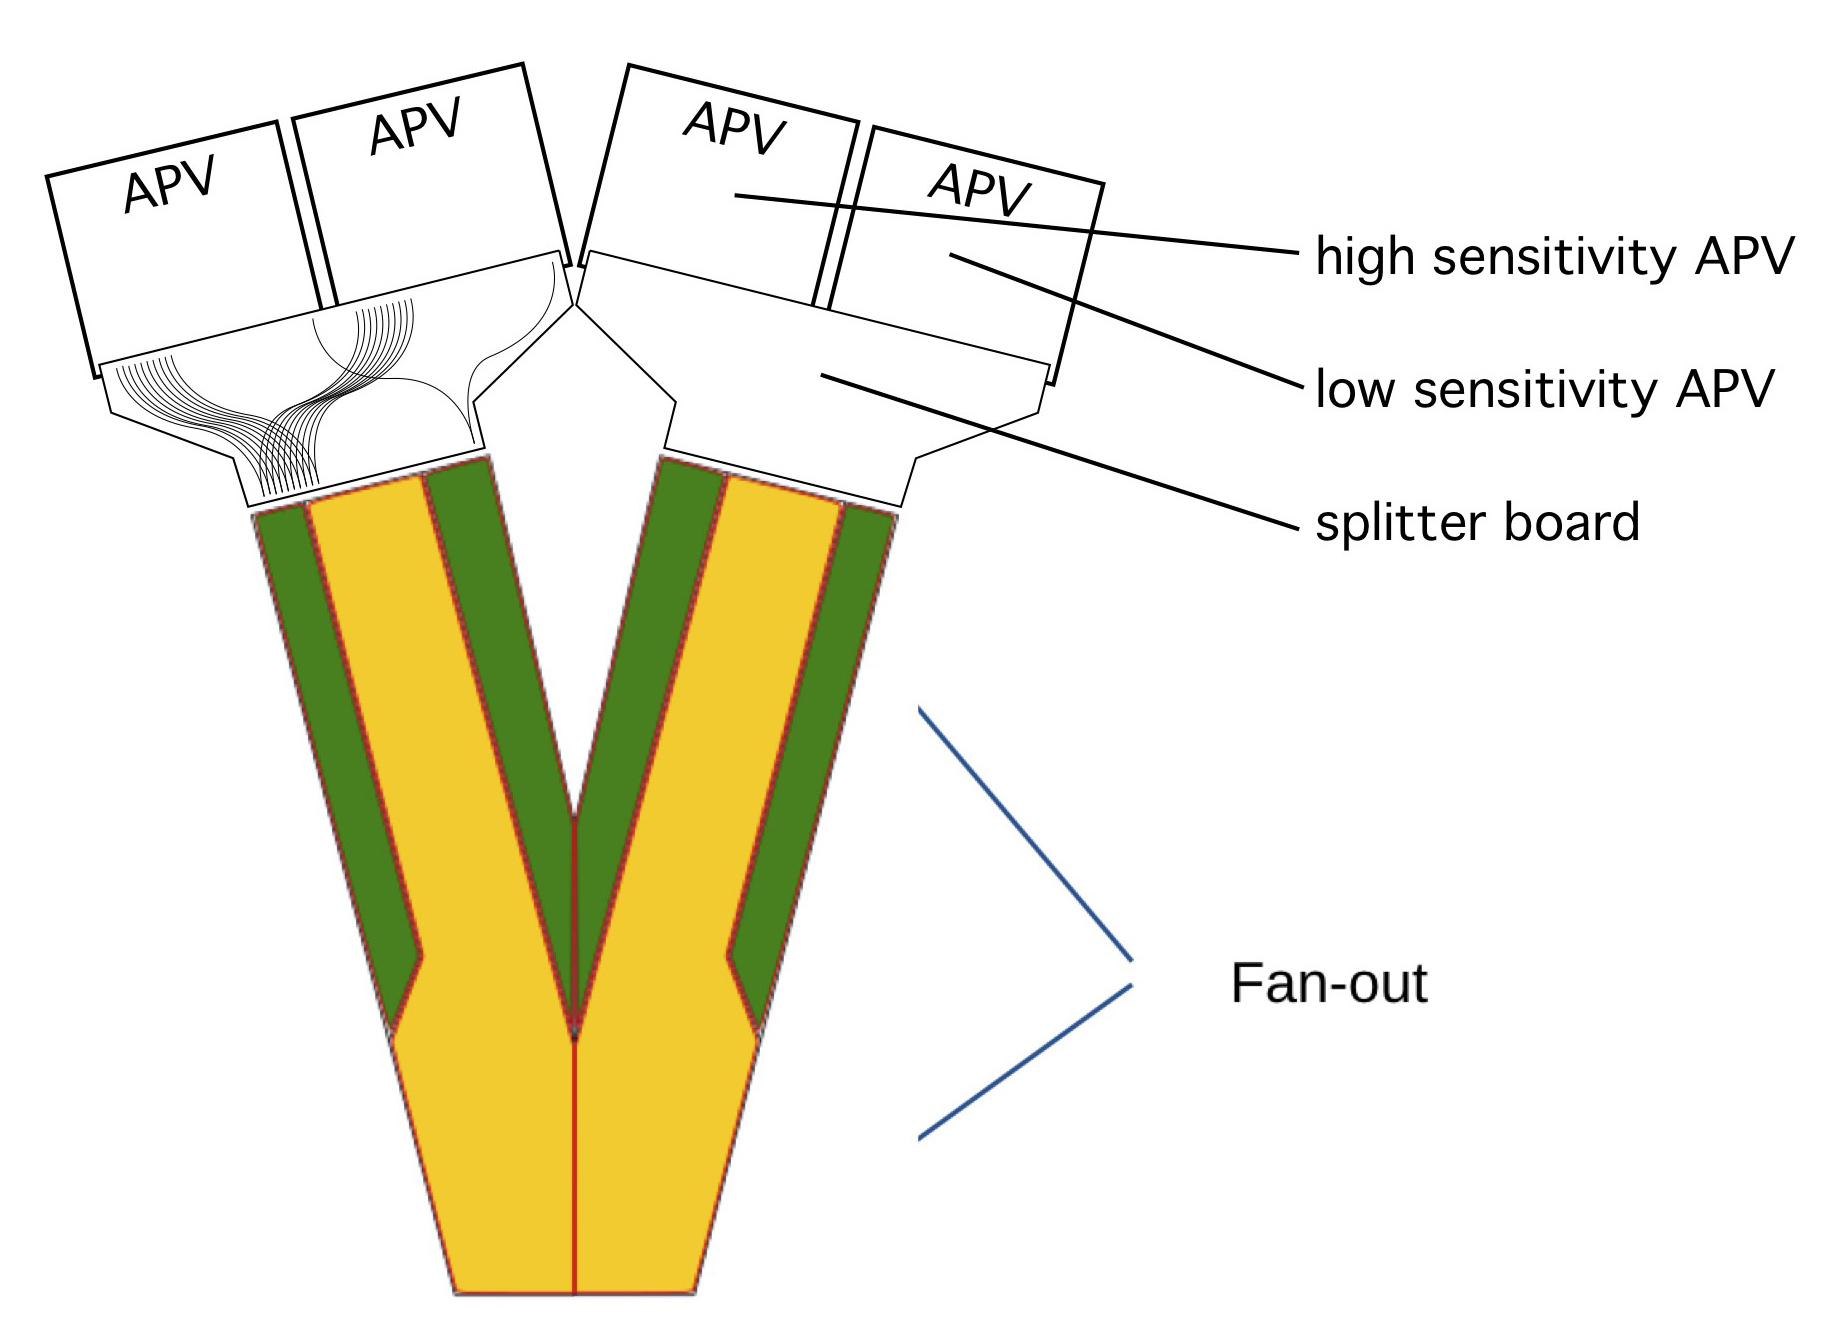 APV
APV
APV
APV
high sensitivity APV
low sensitivity APV
splitter board
Fan-out